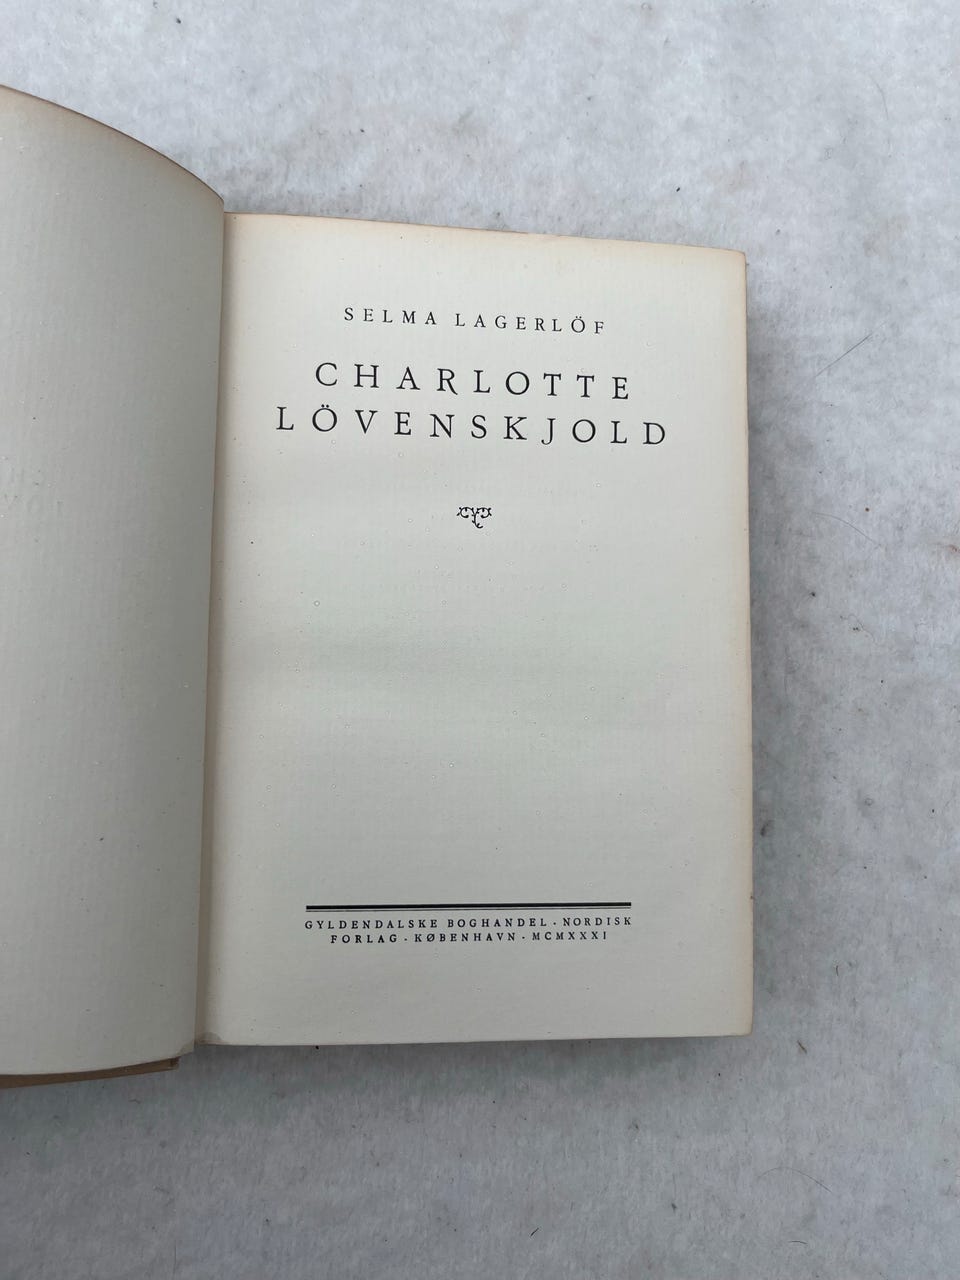 SELMA LAGERLÖF
CHARLOTTE
LÖVENSKJOLD
GYLDENDALSKE BOGHANDEL · NORDISK
FORLAG · KØBENHAVN · MCMXXXI